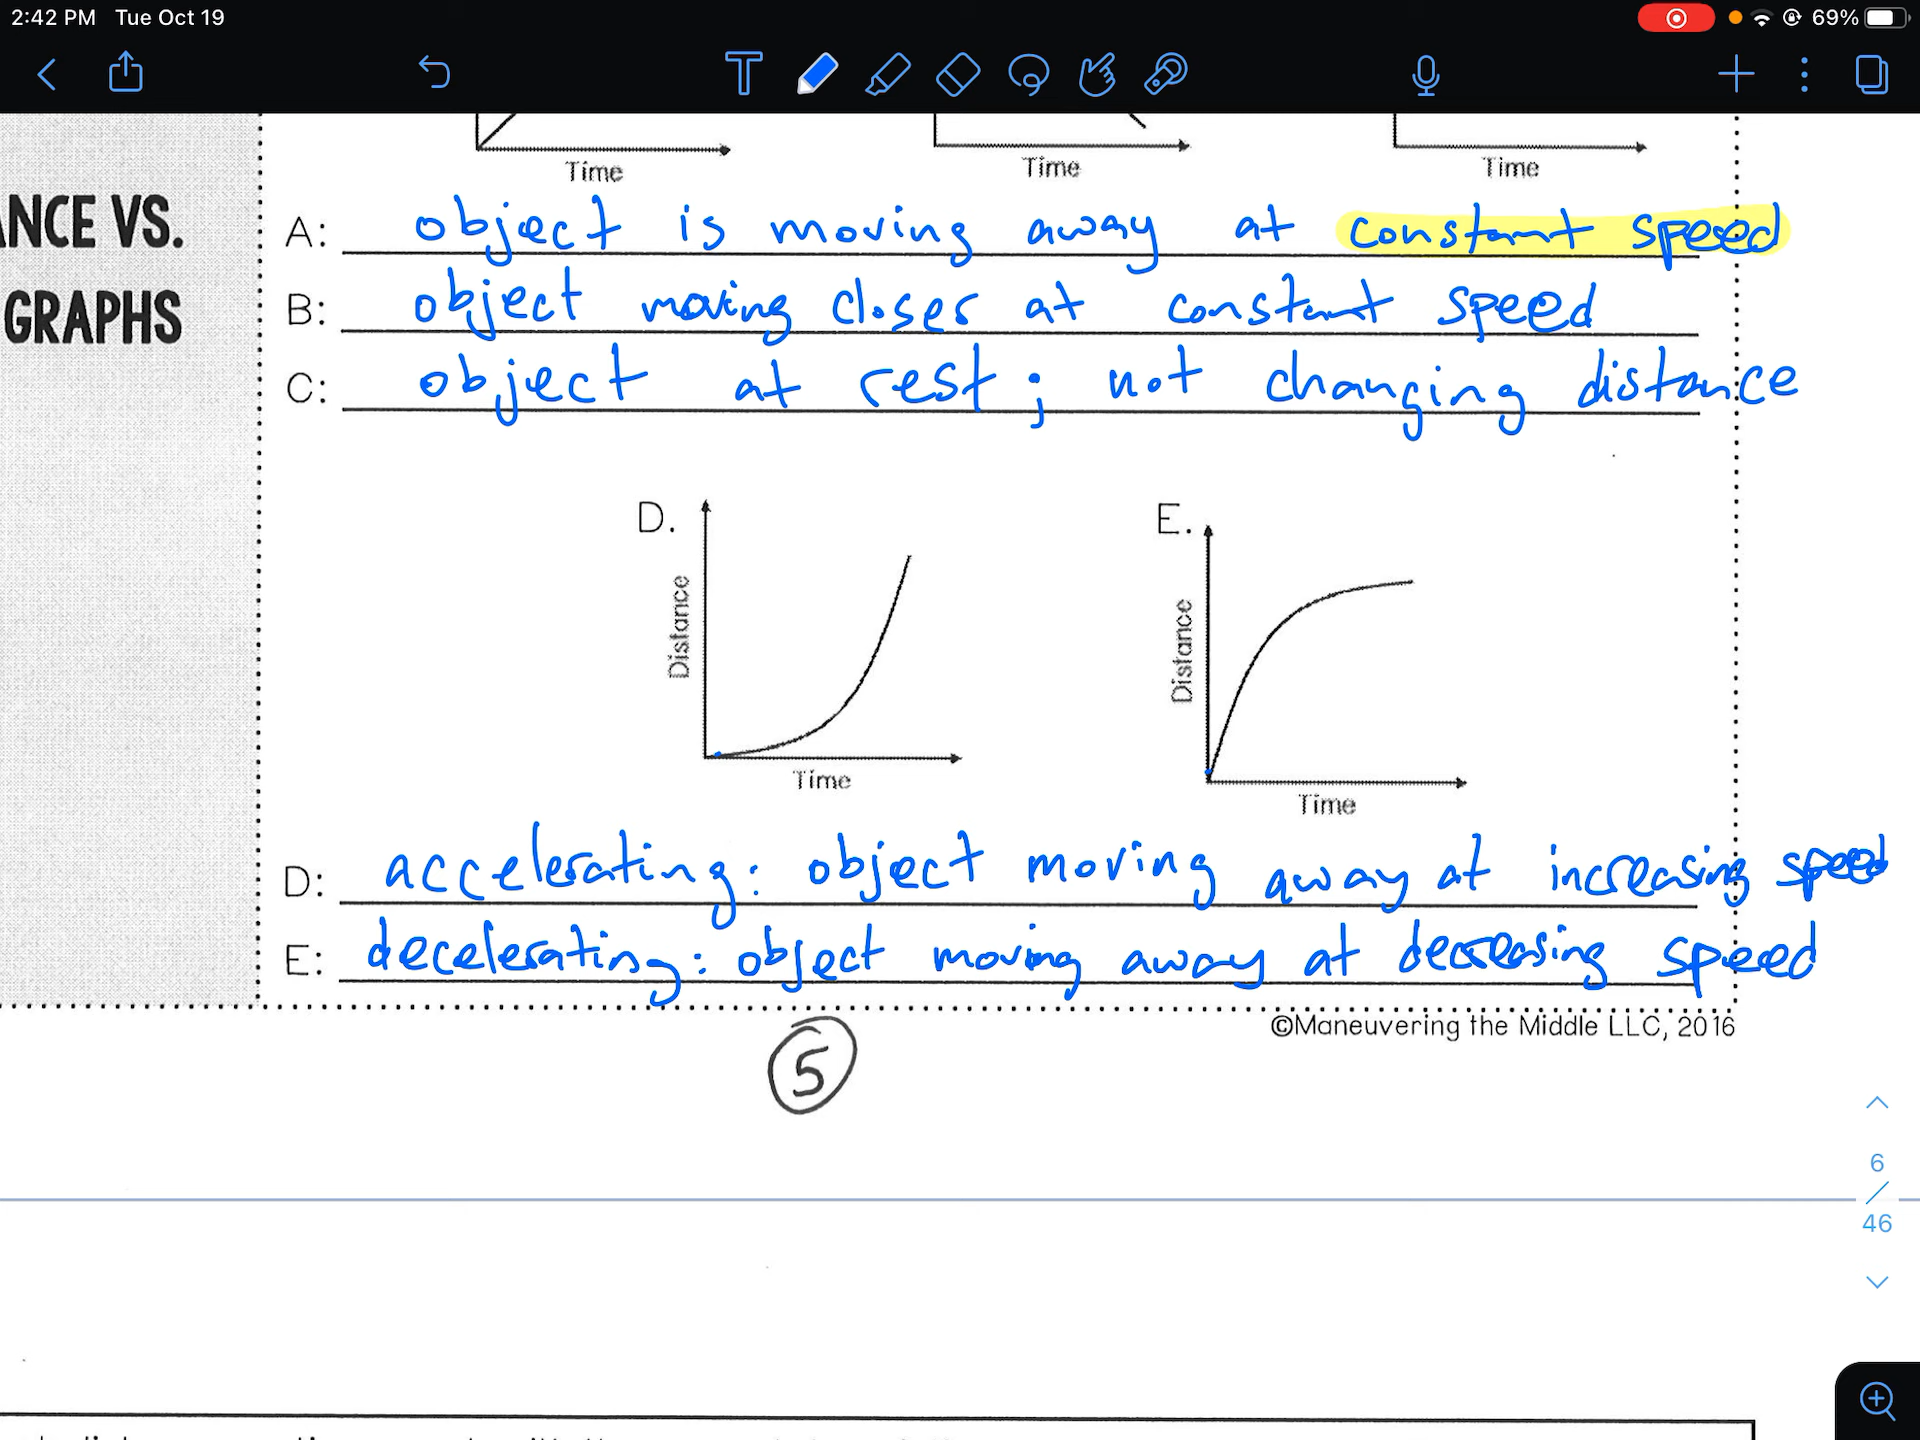 2:42 PM Tue Oct 19
69%
Time
Time
Time
ANCE VS.
GRAPHS
A: object is moving away at constant speed
B: object moving closer at constant speed
C: object at rest; not changing distance
D.
Distance
Time
E.
Distance
Time
D: accelerating: object moving away at increasing speed
E: decelerating: object moving away at decreasing speed
©Maneuvering the Middle LLC, 2016
5
6
/
46